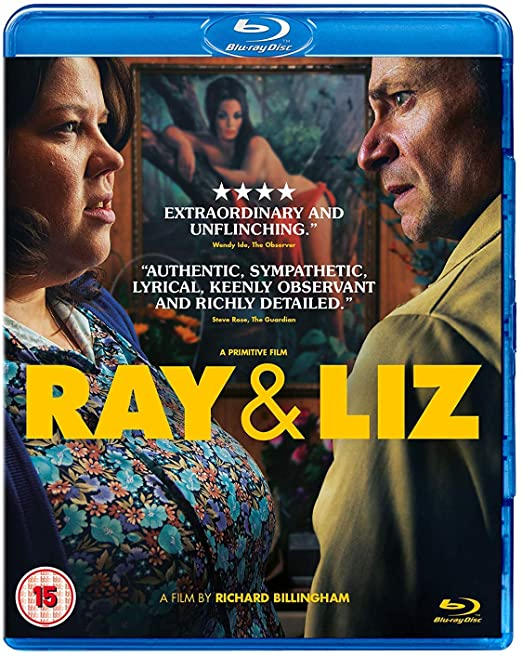 Blu-ray Disc™
★★★★
EXTRAORDINARY AND
UNFLINCHING.”
Wendy Ide, The Observer
“AUTHENTIC, SYMPATHETIC,
LYRICAL, KEENLY OBSERVANT
AND RICHLY DETAILED.”
Steve Rose, The Guardian
A PRIMITIVE FILM
RAY & LIZ
15
A FILM BY RICHARD BILLINGHAM
Blu-ray Disc